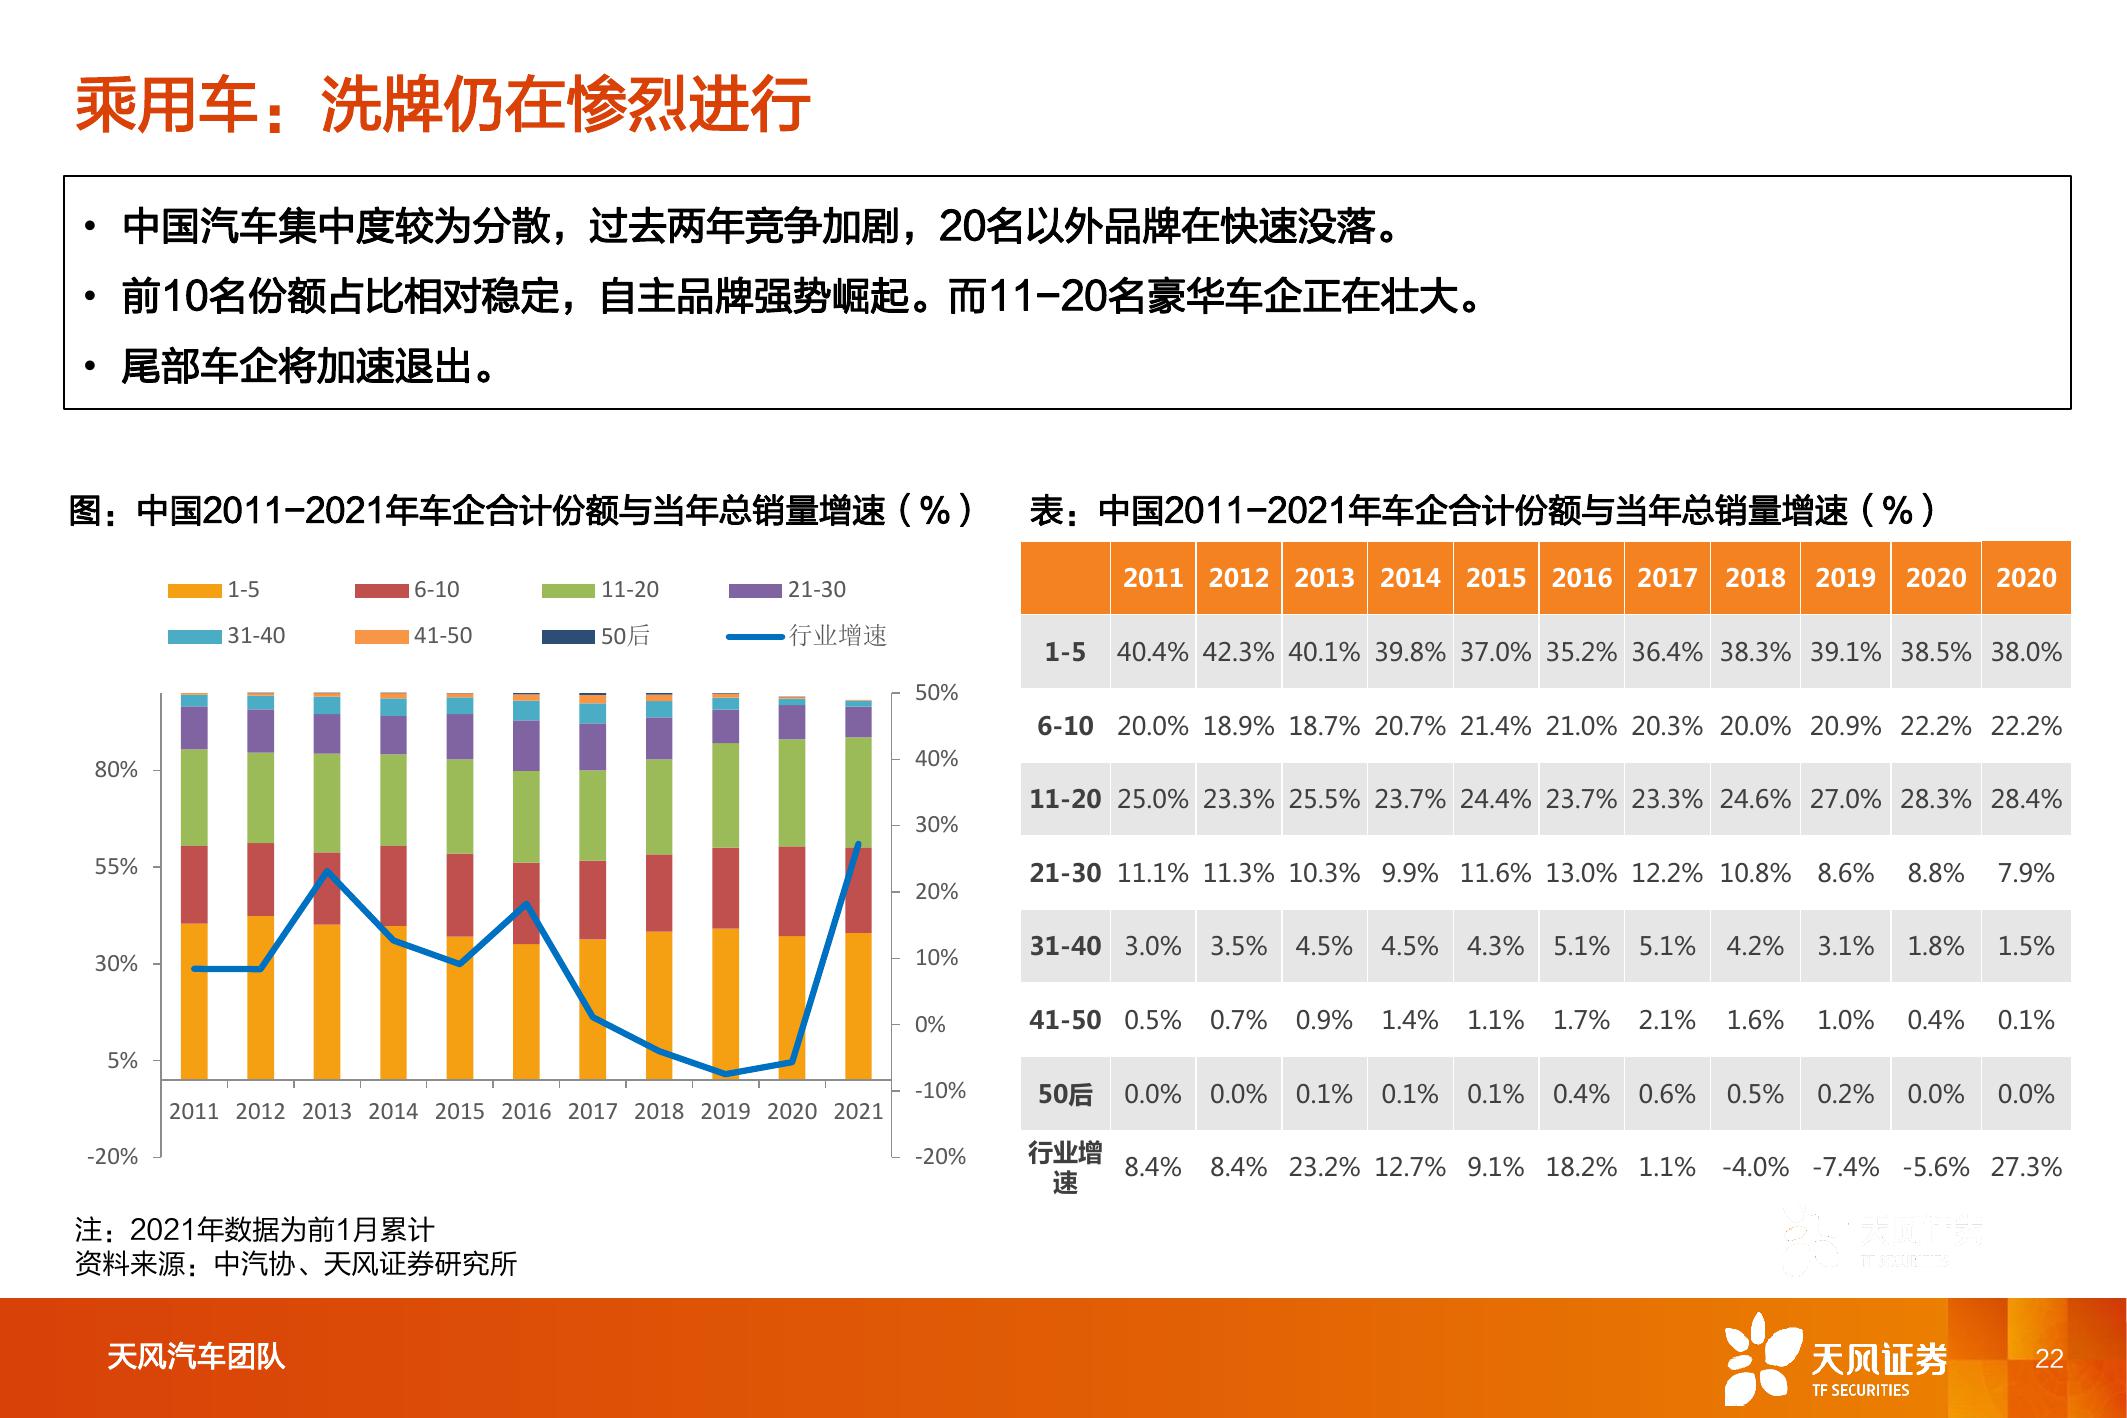 乘用车：洗牌仍在惨烈进行
• 中国汽车集中度较为分散，过去两年竞争加剧，20名以外品牌在快速没落。
• 前10名份额占比相对稳定，自主品牌强势崛起。而11-20名豪华车企正在壮大。
• 尾部车企将加速退出。
图：中国2011-2021年车企合计份额与当年总销量增速（%）
1-5 6-10 11-20 21-30
31-40 41-50 50后 行业增速
50%
40%
80%
30%
55%
20%
30%
10%
0%
5%
-10%
2011 2012 2013 2014 2015 2016 2017 2018 2019 2020 2021
-20% -20%
表：中国2011-2021年车企合计份额与当年总销量增速（%）
2011 2012 2013 2014 2015 2016 2017 2018 2019 2020 2020
1-5 40.4% 42.3% 40.1% 39.8% 37.0% 35.2% 36.4% 38.3% 39.1% 38.5% 38.0%
6-10 20.0% 18.9% 18.7% 20.7% 21.4% 21.0% 20.3% 20.0% 20.9% 22.2% 22.2%
11-20 25.0% 23.3% 25.5% 23.7% 24.4% 23.7% 23.3% 24.6% 27.0% 28.3% 28.4%
21-30 11.1% 11.3% 10.3% 9.9% 11.6% 13.0% 12.2% 10.8% 8.6% 8.8% 7.9%
31-40 3.0% 3.5% 4.5% 4.5% 4.3% 5.1% 5.1% 4.2% 3.1% 1.8% 1.5%
41-50 0.5% 0.7% 0.9% 1.4% 1.1% 1.7% 2.1% 1.6% 1.0% 0.4% 0.1%
50后 0.0% 0.0% 0.1% 0.1% 0.1% 0.4% 0.6% 0.5% 0.2% 0.0% 0.0%
行业增速 8.4% 8.4% 23.2% 12.7% 9.1% 18.2% 1.1% -4.0% -7.4% -5.6% 27.3%
注：2021年数据为前1月累计
资料来源：中汽协、天风证券研究所
天风证券
TF SECURITIES
天风汽车团队
天风证券
TF SECURITIES
22